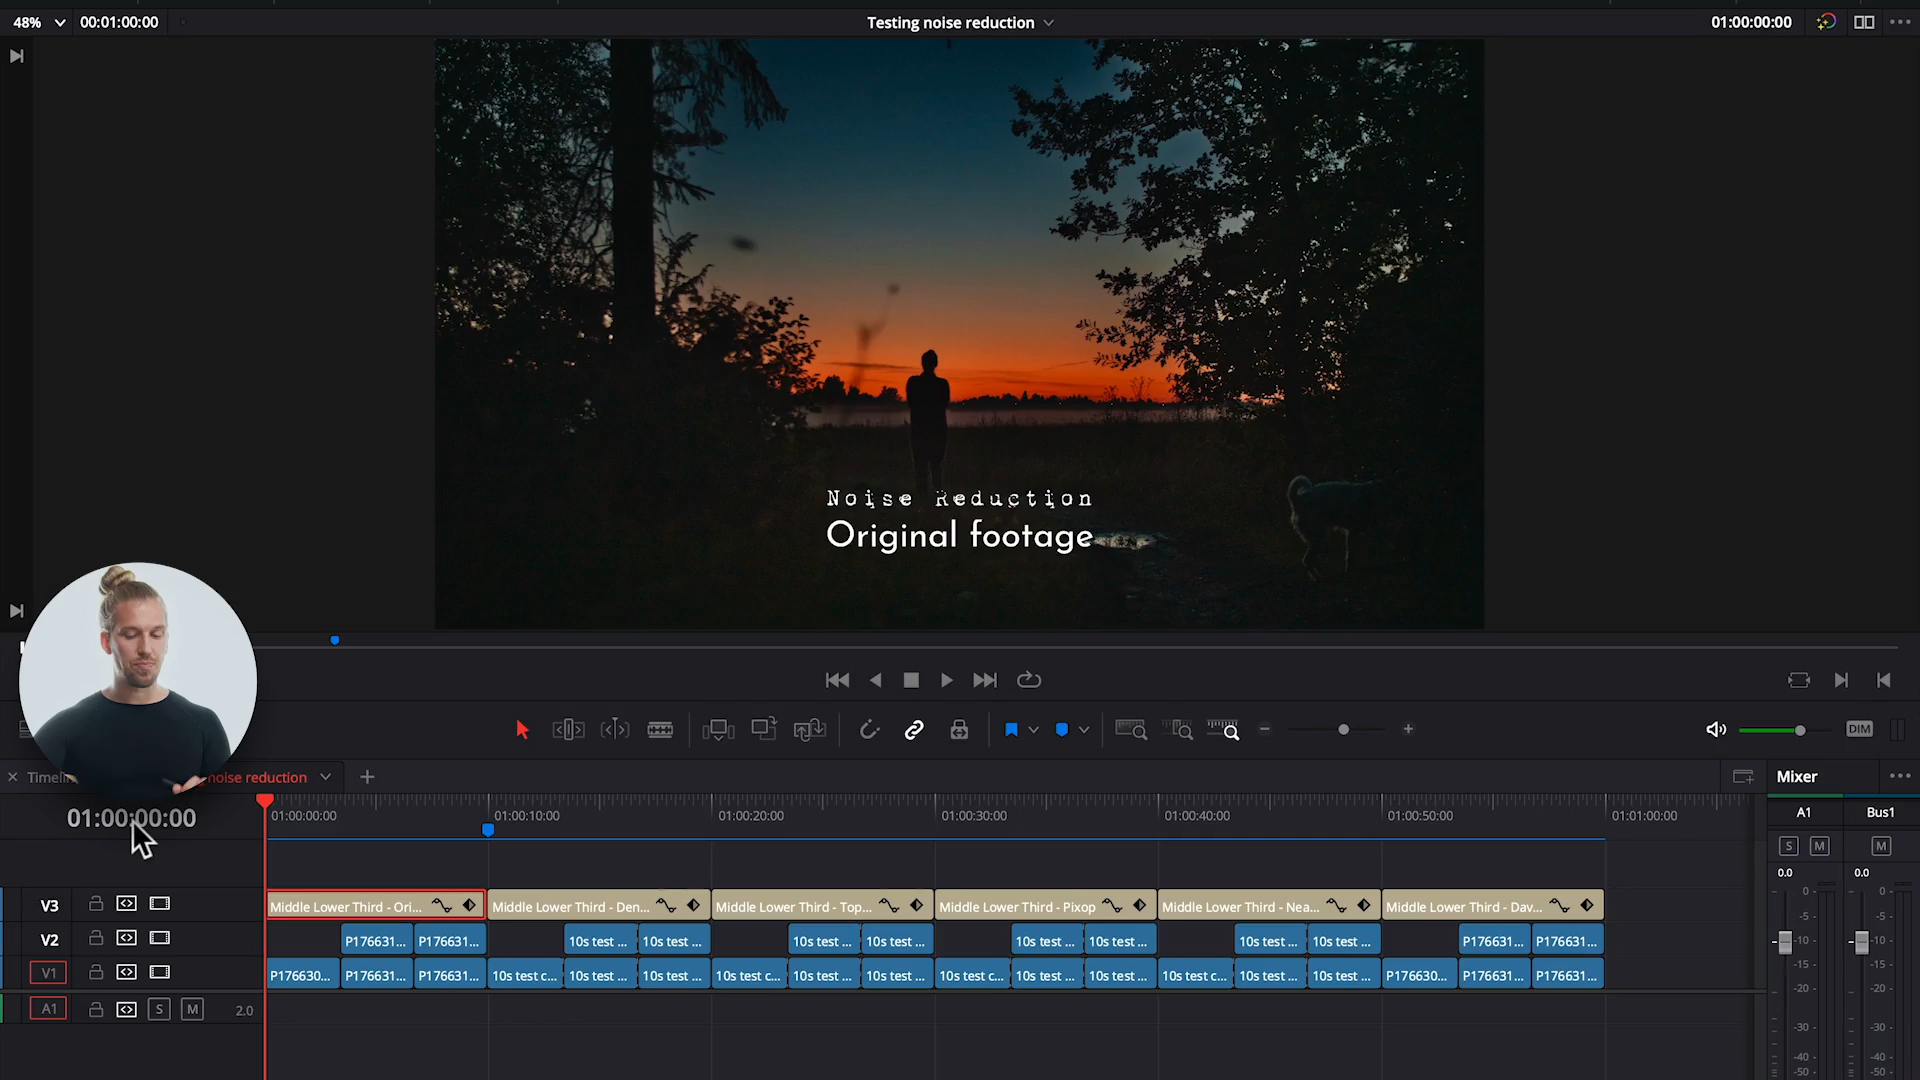 48% 00:01:00:00 Testing noise reduction 01:00:00:00
Noise Reduction
Original footage
DIM
noise reduction
Mixer
01:00:00:00
01:00:00:00 01:00:10:00 01:00:20:00 01:00:30:00 01:00:40:00 01:00:50:00 01:01:00:00
A1 Bus1
S M M
0.0 0.0
V3 Middle Lower Third - Ori... Middle Lower Third - Den... Middle Lower Third - Top... Middle Lower Third - Pixop Middle Lower Third - Nea... Middle Lower Third - Dav...
V2 P176631... P176631... 10s test ... 10s test ... 10s test ... 10s test ... 10s test ... 10s test ... 10s test ... 10s test ... P176631... P176631...
V1 P176630... P176631... P176631... 10s test c... 10s test ... 10s test ... 10s test c... 10s test ... 10s test ... 10s test c... 10s test ... 10s test ... 10s test c... 10s test ... 10s test ... P176630... P176631... P176631...
A1 S M 2.0
0 0
-5 -5
-10 -10
-15 -15
-20 -20
-30 -30
-40 -40
-50 -50